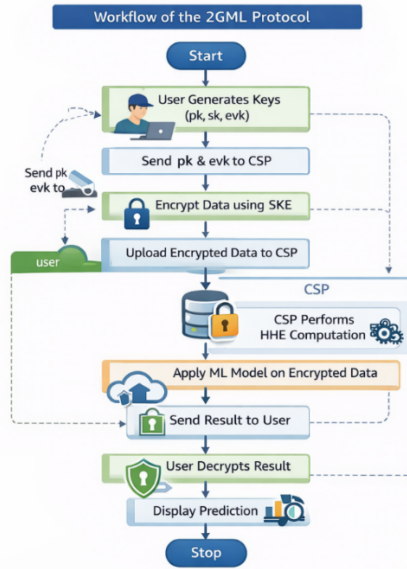 Workflow of the 2GML Protocol
Start
User Generates Keys
(pk, sk, evk)
Send pk & evk to CSP
Send pk
evk to
Encrypt Data using SKE
user
Upload Encrypted Data to CSP
CSP
CSP Performs
HHE Computation
Apply ML Model on Encrypted Data
Send Result to User
User Decrypts Result
Display Prediction
Stop